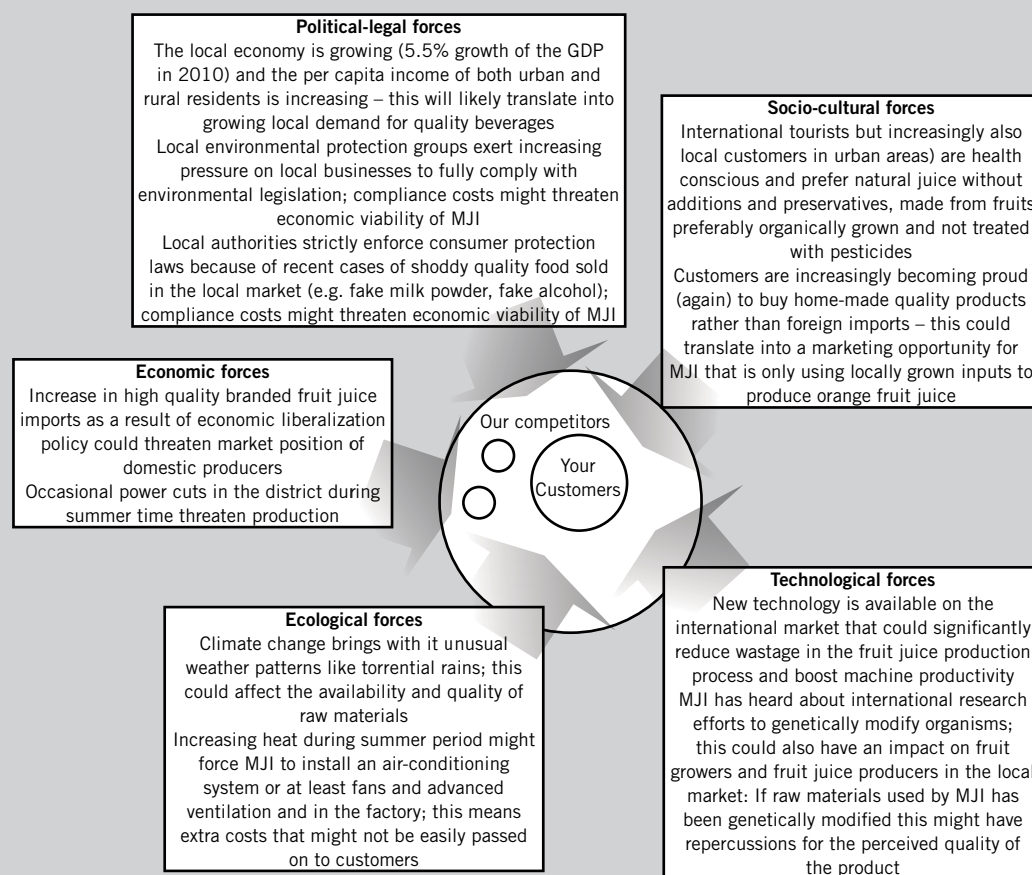 Political-legal forces
The local economy is growing (5.5% growth of the GDP
in 2010) and the per capita income of both urban and
rural residents is increasing – this will likely translate into
growing local demand for quality beverages
Local environmental protection groups exert increasing
pressure on local businesses to fully comply with
environmental legislation; compliance costs might threaten
economic viability of MJI
Local authorities strictly enforce consumer protection
laws because of recent cases of shoddy quality food sold
in the local market (e.g. fake milk powder, fake alcohol);
compliance costs might threaten economic viability of MJI
Socio-cultural forces
International tourists but increasingly also
local customers in urban areas) are health
conscious and prefer natural juice without
additions and preservatives, made from fruits
preferably organically grown and not treated
with pesticides
Customers are increasingly becoming proud
(again) to buy home-made quality products
rather than foreign imports – this could
translate into a marketing opportunity for
MJI that is only using locally grown inputs to
produce orange fruit juice
Economic forces
Increase in high quality branded fruit juice
imports as a result of economic liberalization
policy could threaten market position of
domestic producers
Occasional power cuts in the district during
summer time threaten production
Our competitors
Your
Customers
Ecological forces
Climate change brings with it unusual
weather patterns like torrential rains; this
could affect the availability and quality of
raw materials
Increasing heat during summer period might
force MJI to install an air-conditioning
system or at least fans and advanced
ventilation and in the factory; this means
extra costs that might not be easily passed
on to customers
Technological forces
New technology is available on the
international market that could significantly
reduce wastage in the fruit juice production
process and boost machine productivity
MJI has heard about international research
efforts to genetically modify organisms;
this could also have an impact on fruit
growers and fruit juice producers in the local
market: If raw materials used by MJI has
been genetically modified this might have
repercussions for the perceived quality of
the product